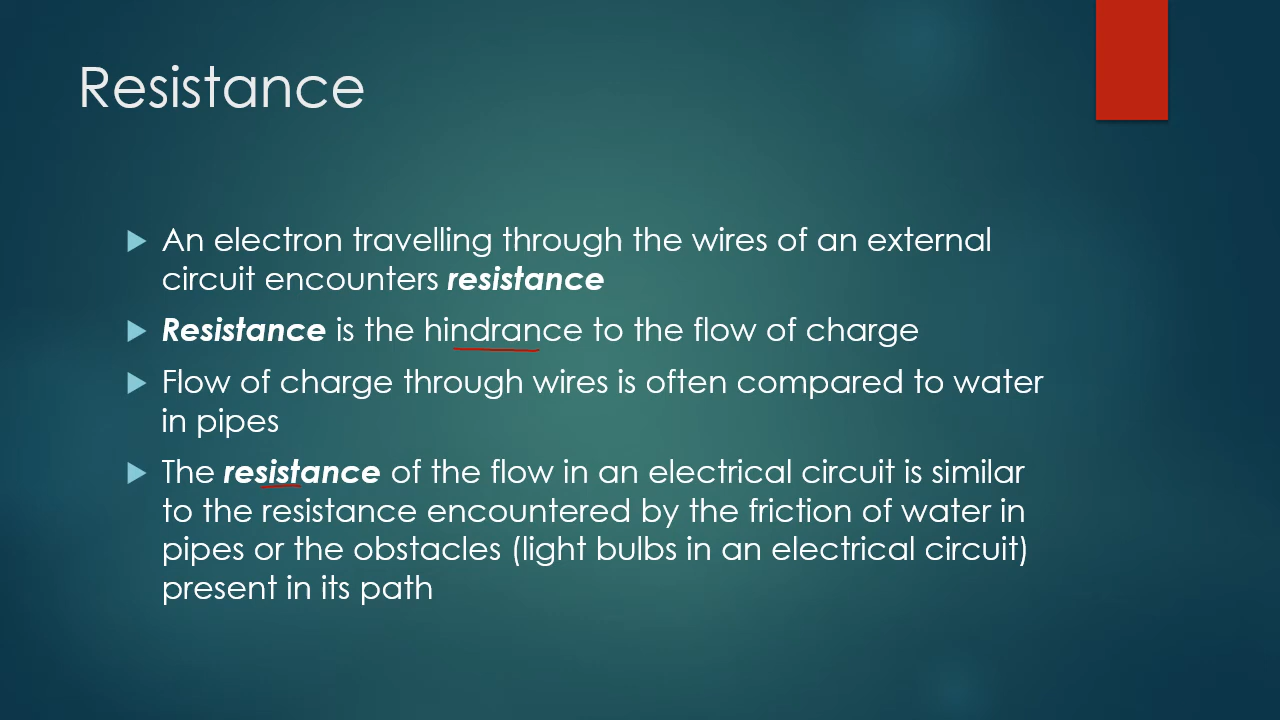 Resistance
An electron travelling through the wires of an external
circuit encounters resistance
Resistance is the hindrance to the flow of charge
Flow of charge through wires is often compared to water
in pipes
The resistance of the flow in an electrical circuit is similar
to the resistance encountered by the friction of water in
pipes or the obstacles (light bulbs in an electrical circuit)
present in its path